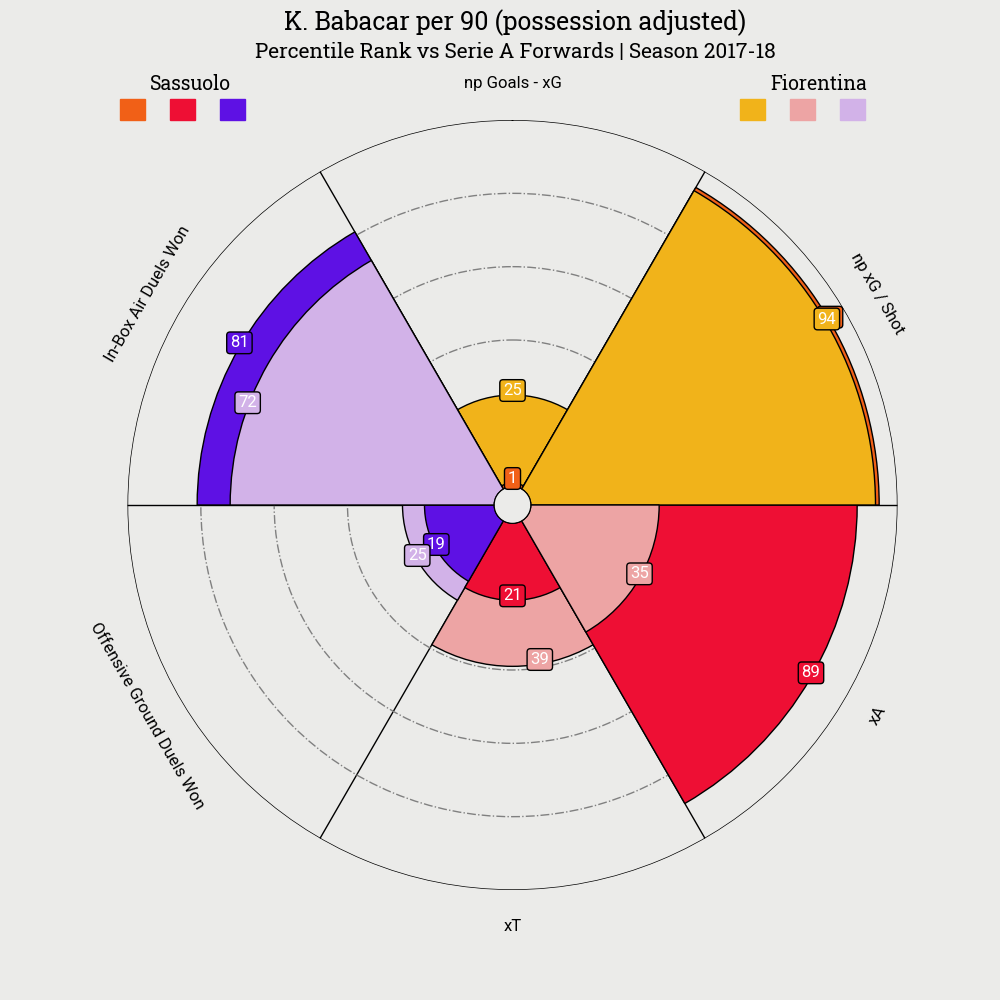 K. Babacar per 90 (possession adjusted)
Percentile Rank vs Serie A Forwards | Season 2017-18
Sassuolo
np Goals - xG
Fiorentina
In-Box Air Duels Won
np xG / Shot
94
81
25
72
1
19
25
35
21
39
89
Offensive Ground Duels Won
xA
xT